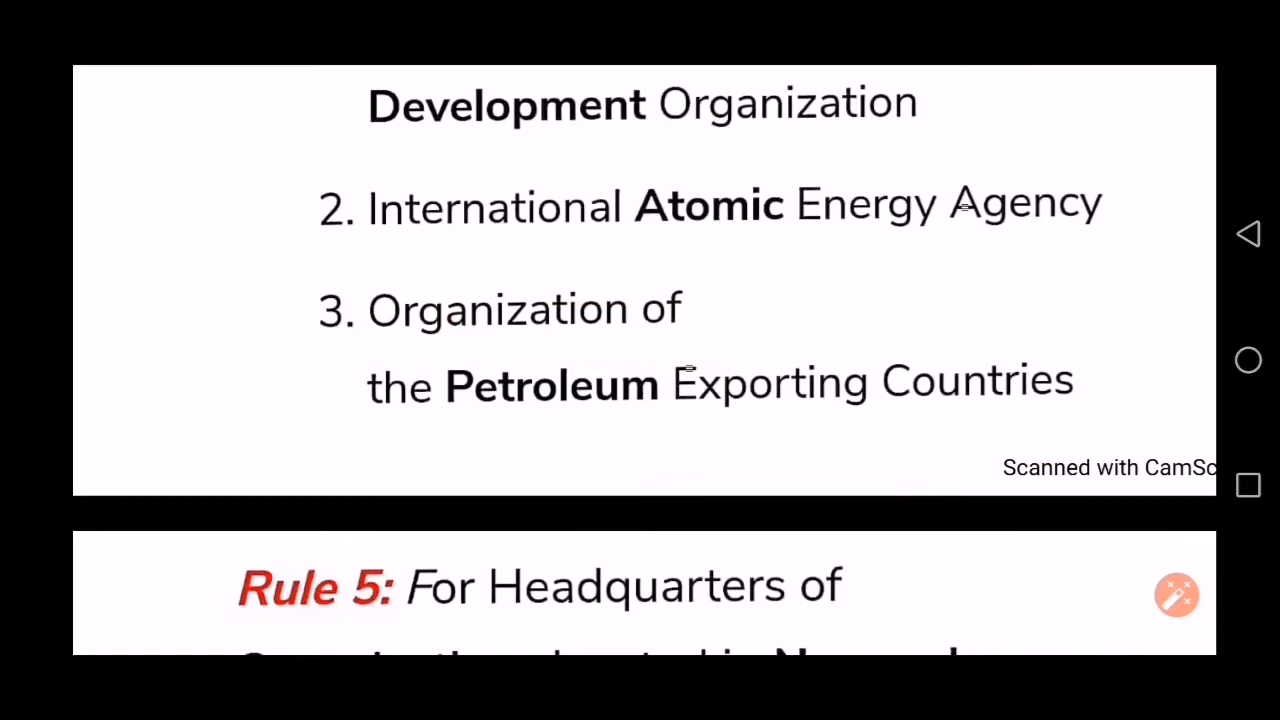 Development Organization
2. International Atomic Energy Agency
3. Organization of
the Petroleum Exporting Countries
Scanned with CamSc
Rule 5: For Headquarters of